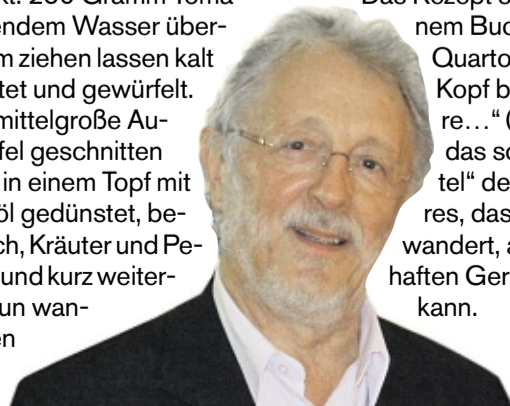 kt. 250 Gramm Toma
endem Wasser über-
m ziehen lassen kalt
tet und gewürfelt.
mittelgroße Au-
fel geschnitten
in einem Topf mit
öl gedünstet, be-
ch, Kräuter und Pe-
und kurz weiter-
un wan-
n
Das Rezept s
nem Buc
Quarto
Kopf b
re…“ (
das sc
tel“ de
res, das
wandert, a
haften Ger
kann.